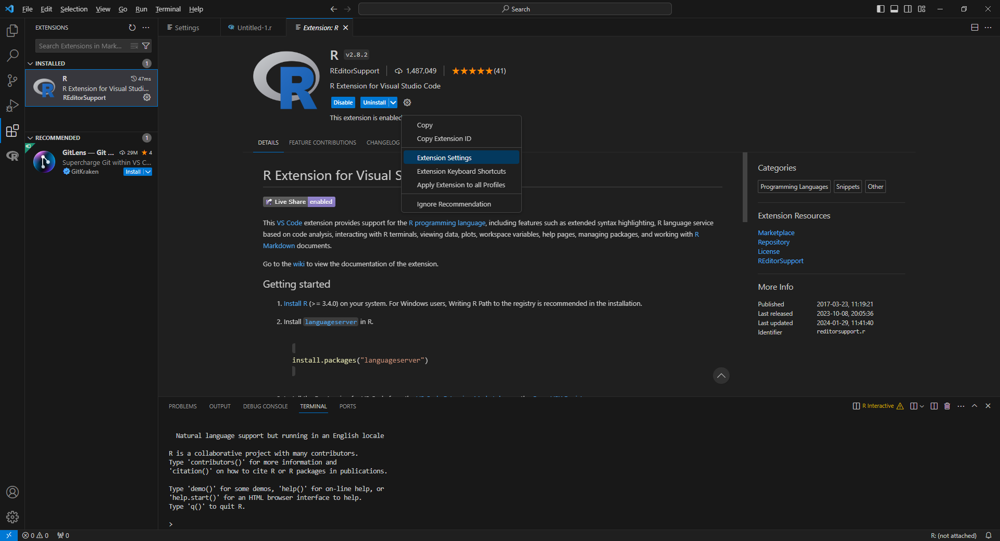 File Edit Selection View Go Run Terminal Help
Search
EXTENSIONS
Settings
Untitled-1.r
Extension: R
Search Extensions in Mark...
INSTALLED 1
R 47ms
R Extension for Visual Studi...
REditorSupport
RECOMMENDED 1
GitLens — Git ... 29M 4
Supercharge Git within VS C...
GitKraken Install
R v2.8.2
REditorSupport 1,487,049 (41)
R Extension for Visual Studio Code
Disable Uninstall
This extension is enabled
Copy
Copy Extension ID
Extension Settings
Extension Keyboard Shortcuts
Apply Extension to all Profiles
Ignore Recommendation
DETAILS FEATURE CONTRIBUTIONS CHANGELOG
R Extension for Visual S
Live Share enabled
This VS Code extension provides support for the R programming language, including features such as extended syntax highlighting, R language service
based on code analysis, interacting with R terminals, viewing data, plots, workspace variables, help pages, managing packages, and working with R
Markdown documents.
Go to the wiki to view the documentation of the extension.
Getting started
1. Install R (>= 3.4.0) on your system. For Windows users, Writing R Path to the registry is recommended in the installation.
2. Install languageserver in R.
install.packages("languageserver")
Categories
Programming Languages Snippets Other
Extension Resources
Marketplace
Repository
License
REditorSupport
More Info
Published 2017-03-23, 11:19:21
Last released 2023-10-08, 20:05:36
Last updated 2024-01-29, 11:41:40
Identifier reditorsupport.r
PROBLEMS OUTPUT DEBUG CONSOLE TERMINAL PORTS
R Interactive
Natural language support but running in an English locale
R is a collaborative project with many contributors.
Type 'contributors()' for more information and
'citation()' on how to cite R or R packages in publications.
Type 'demo()' for some demos, 'help()' for on-line help, or
'help.start()' for an HTML browser interface to help.
Type 'q()' to quit R.
>
0 0 0
R: (not attached)